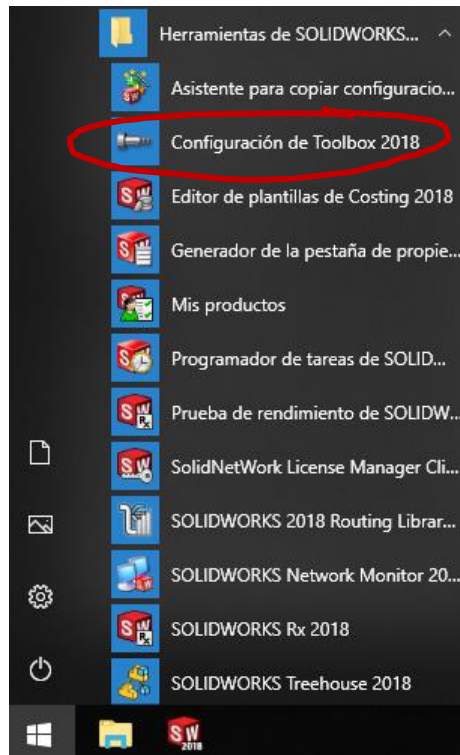 Herramientas de SOLIDWORKS...
Asistente para copiar configuracio...
Configuración de Toolbox 2018
Editor de plantillas de Costing 2018
Generador de la pestaña de propie...
Mis productos
Programador de tareas de SOLID...
Prueba de rendimiento de SOLIDW...
SolidNetWork License Manager Cli...
SOLIDWORKS 2018 Routing Librar...
SOLIDWORKS Network Monitor 20...
SOLIDWORKS Rx 2018
SOLIDWORKS Treehouse 2018
SW
2018